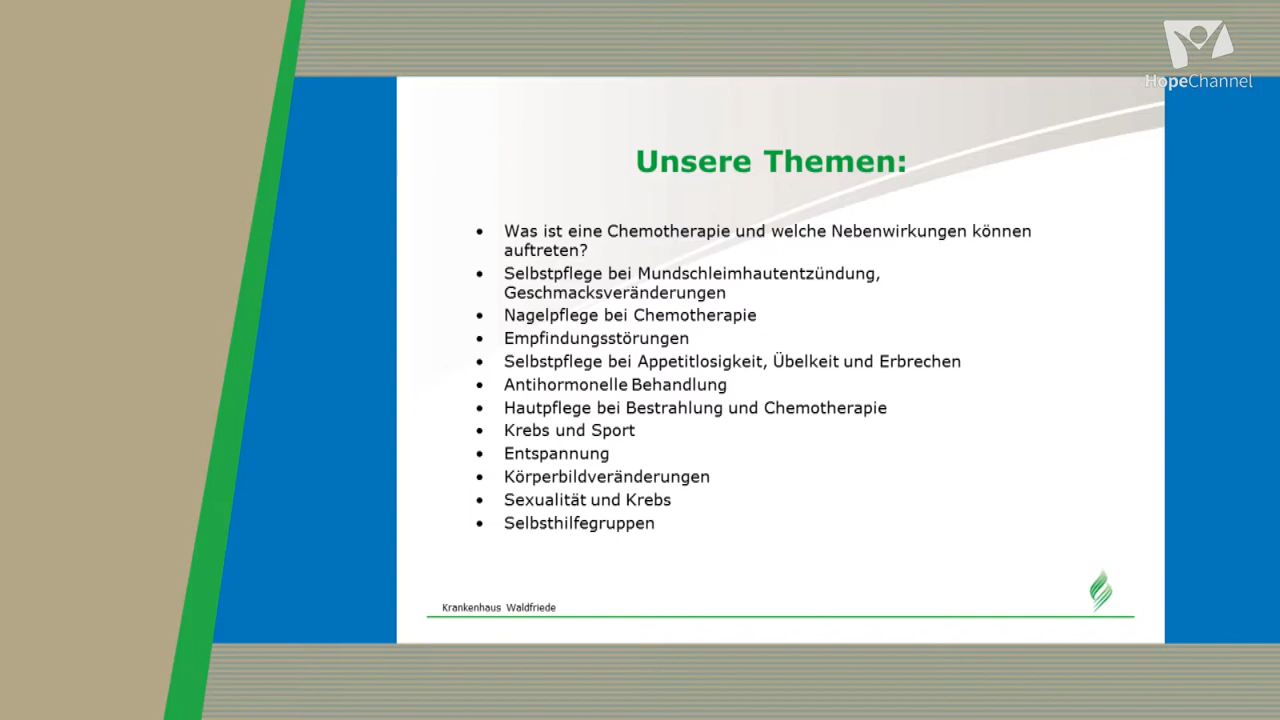 HopeChannel
Unsere Themen:
• Was ist eine Chemotherapie und welche Nebenwirkungen können
auftreten?
• Selbstpflege bei Mundschleimhautentzündung,
Geschmacksveränderungen
• Nagelpflege bei Chemotherapie
• Empfindungsstörungen
• Selbstpflege bei Appetitlosigkeit, Übelkeit und Erbrechen
• Antihormonelle Behandlung
• Hautpflege bei Bestrahlung und Chemotherapie
• Krebs und Sport
• Entspannung
• Körperbildveränderungen
• Sexualität und Krebs
• Selbsthilfegruppen
Krankenhaus Waldfriede